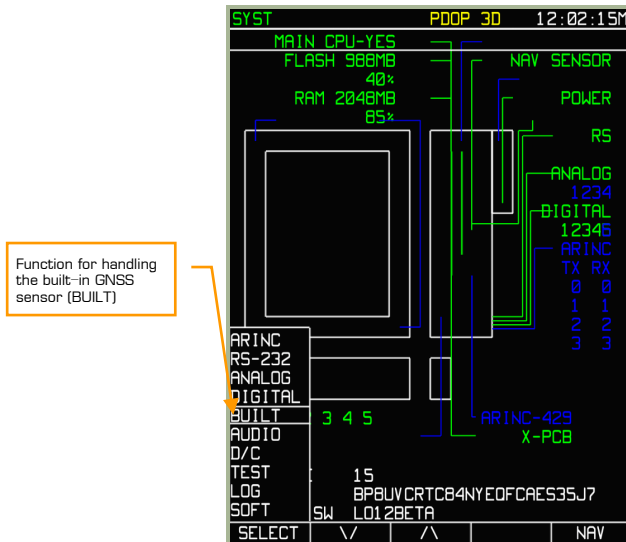 SYST PDOP 3D 12:02:15M
MAIN CPU-YES
FLASH 988MB NAV SENSOR
40%
RAM 2048MB POWER
85%
RS
ANALOG
1234
DIGITAL
12345
ARINC
TX RX
0 0
1 1
2 2
3 3
Function for handling
the built-in GNSS
sensor (BUILT)
ARINC
RS-232
ANALOG
DIGITAL
BUILT 3 4 5 ARINC-429
AUDIO X-PCB
D/C
TEST 15
LOG BP8UVCRTC84NYEQFCAES35J7
SOFT SW L012BETA
SELECT \/ /\ NAV